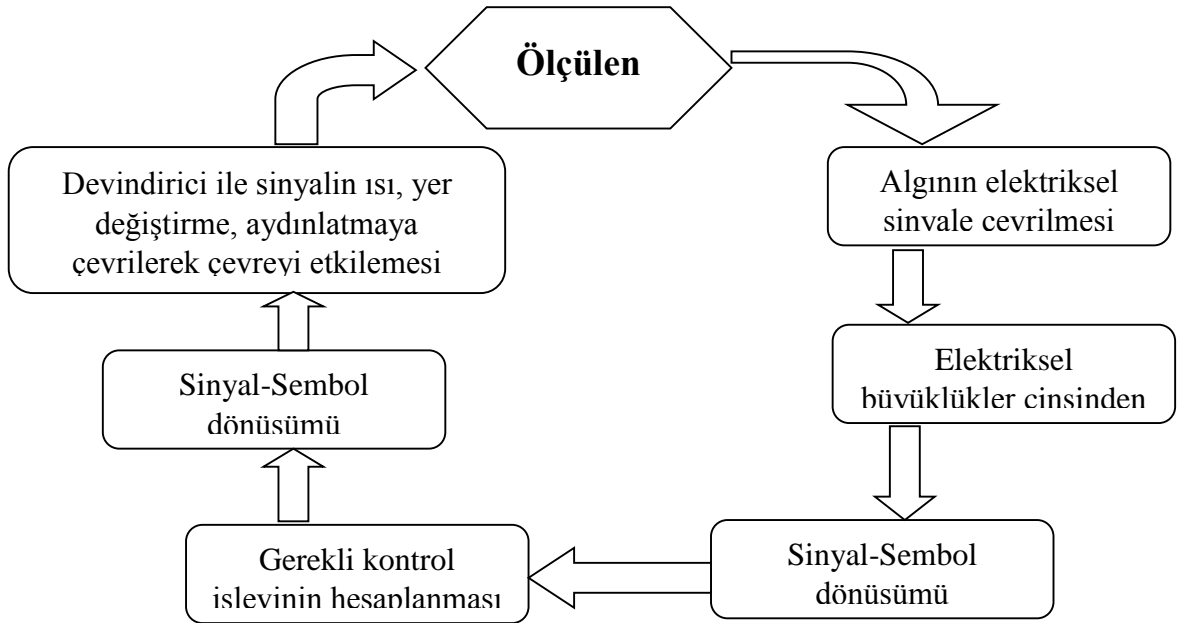 Ölçülen
Algının elektriksel
sinyale çevrilmesi
Elektriksel
büyüklükler cinsinden
Sinyal-Sembol
dönüşümü
Gerekli kontrol
işlevinin hesaplanması
Sinyal-Sembol
dönüşümü
Devindirici ile sinyalin ısı, yer
değiştirme, aydınlatmaya
çevrilerek çevreyi etkilemesi